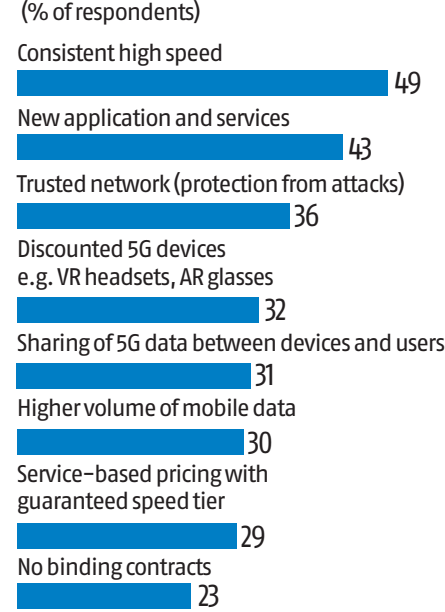 (% of respondents)
Consistent high speed
49
New application and services
43
Trusted network (protection from attacks)
36
Discounted 5G devices
e.g. VR headsets, AR glasses
32
Sharing of 5G data between devices and users
31
Higher volume of mobile data
30
Service-based pricing with
guaranteed speed tier
29
No binding contracts
23